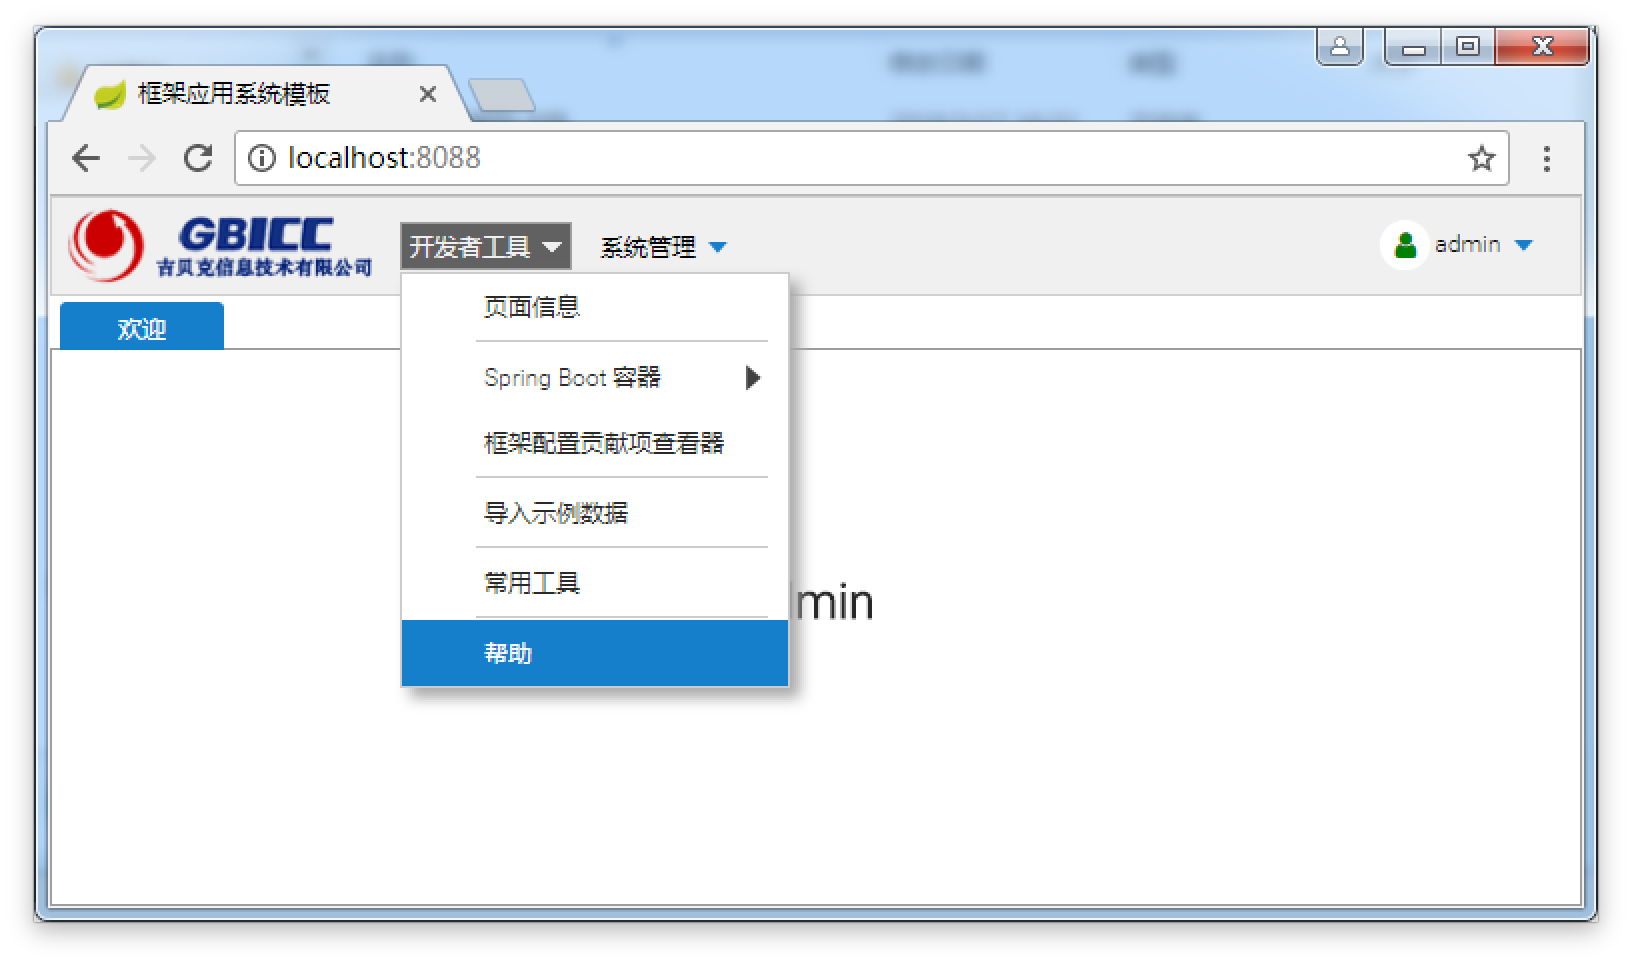 框架应用系统模板
localhost:8088
GBICC
吉贝克信息技术有限公司
开发者工具
系统管理
admin
欢迎
页面信息
Spring Boot 容器
框架配置贡献项查看器
导入示例数据
常用工具
帮助
min